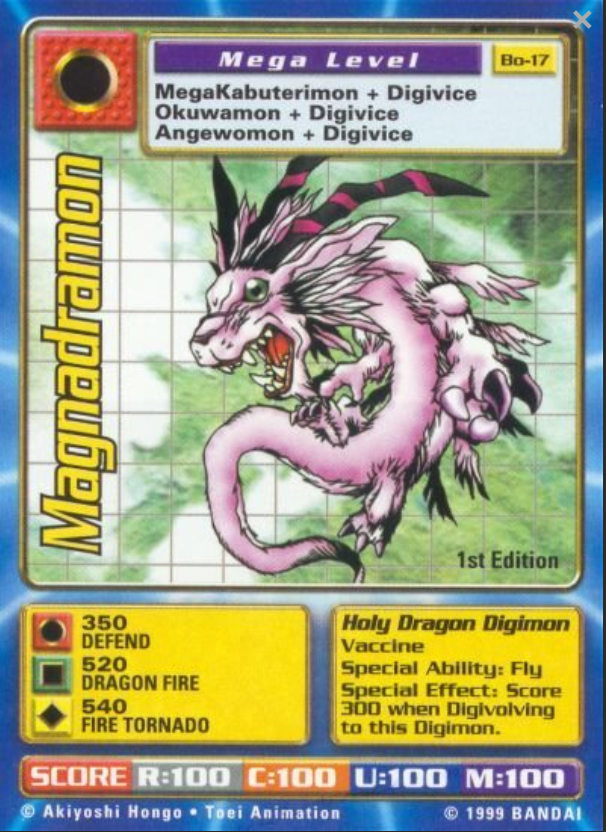 Mega Level
Bo-17
MegaKabuterimon + Digivice
Okuwamon + Digivice
Angewomon + Digivice
Magnadramon
1st Edition
350
DEFEND
520
DRAGON FIRE
540
FIRE TORNADO
Holy Dragon Digimon
Vaccine
Special Ability: Fly
Special Effect: Score
300 when Digivolving
to this Digimon.
SCORE R:100 C:100 U:100 M:100
© Akiyoshi Hongo • Toei Animation
© 1999 BANDAI